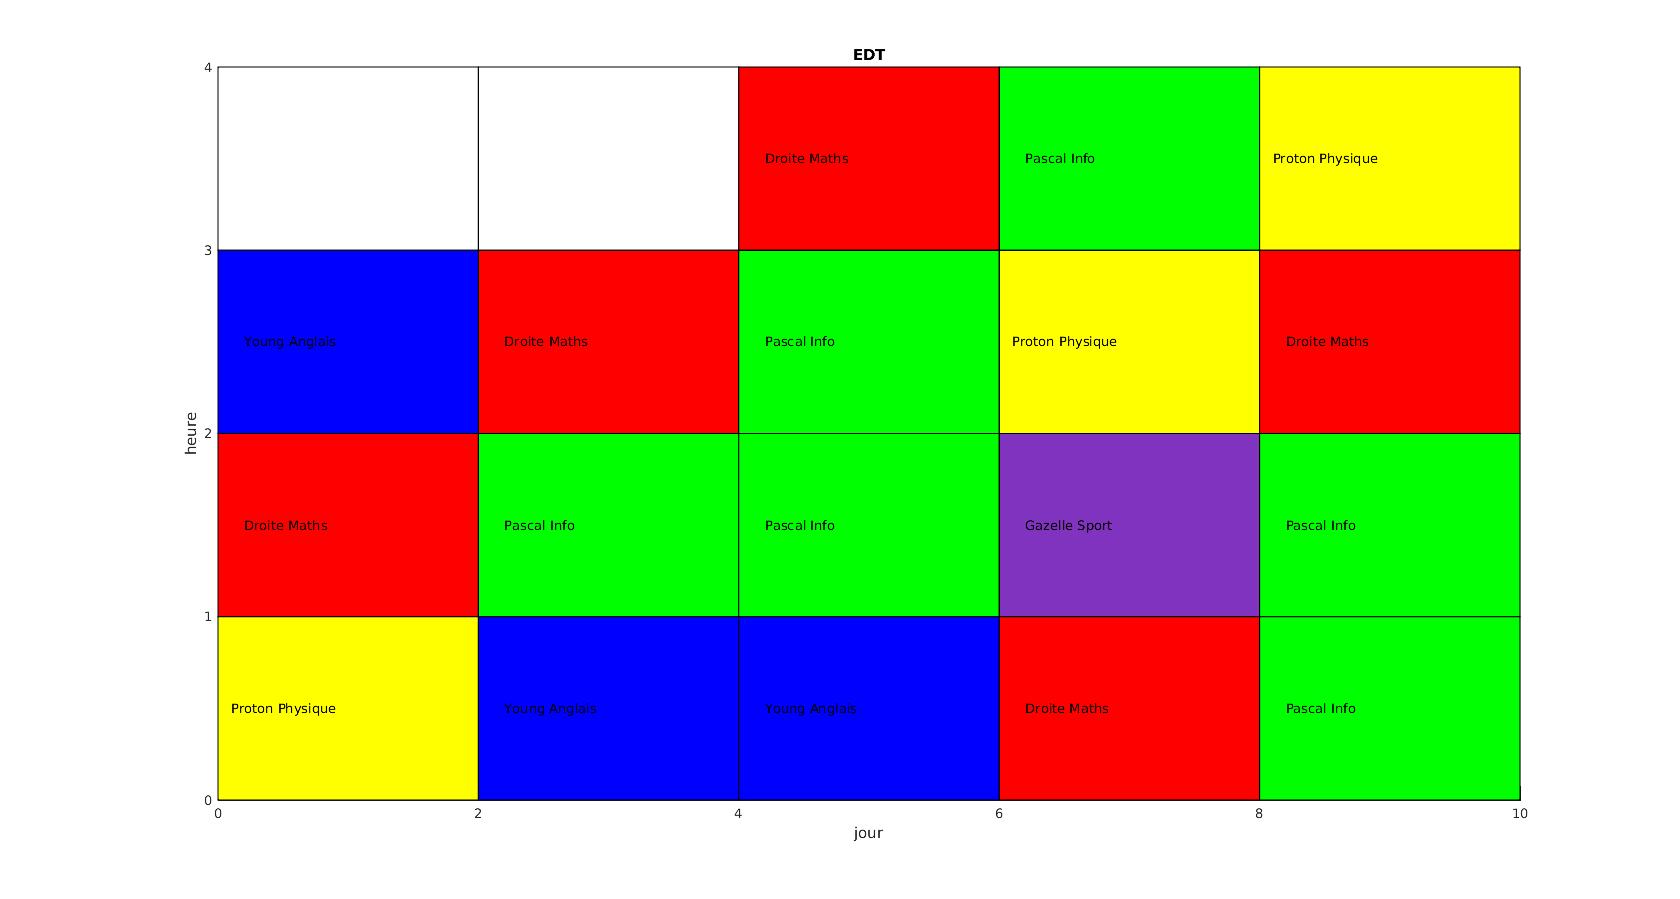 EDT
4
Droite Maths
Pascal Info
Proton Physique
3
Young Anglais
Droite Maths
Pascal Info
Proton Physique
Droite Maths
heure
2
Droite Maths
Pascal Info
Pascal Info
Gazelle Sport
Pascal Info
1
Proton Physique
Young Anglais
Young Anglais
Droite Maths
Pascal Info
0
0 2 4 6 8 10
jour